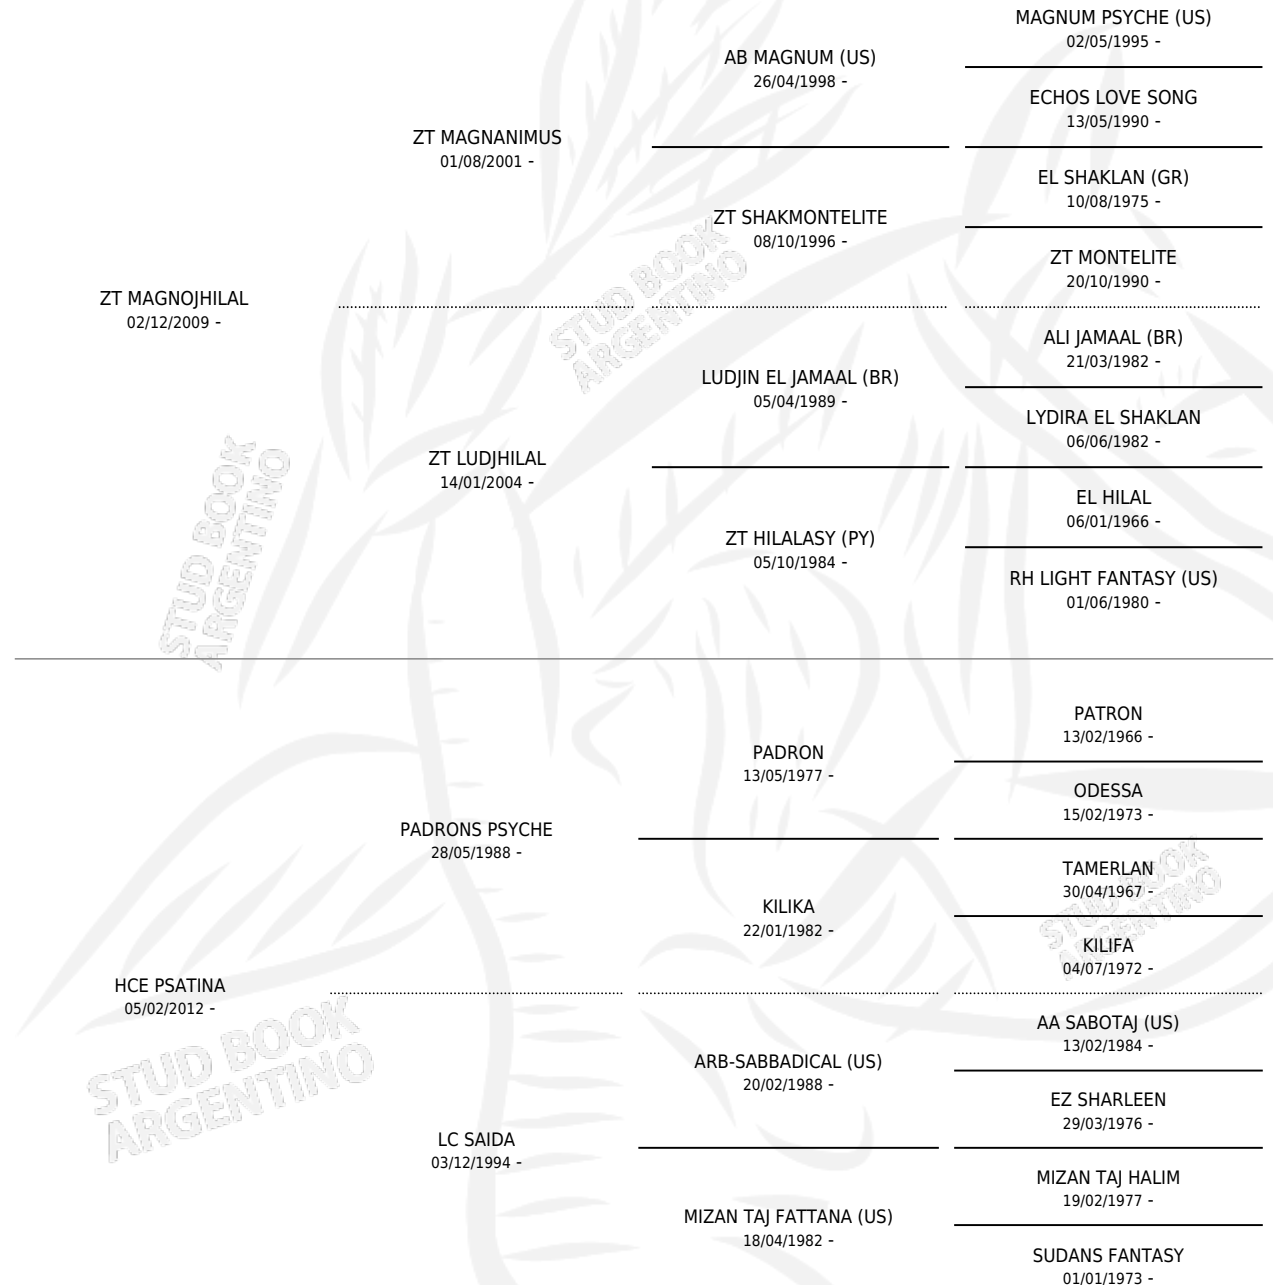 MAGNUM PSYCHE (US)
02/05/1995 -
AB MAGNUM (US)
26/04/1998 -
ECHOS LOVE SONG
13/05/1990 -
ZT MAGNANIMUS
01/08/2001 -
EL SHAKLAN (GR)
10/08/1975 -
ZT SHAKMONTELITE
08/10/1996 -
ZT MONTELITE
20/10/1990 -
ZT MAGNOJHILAL
02/12/2009 -
ALI JAMAAL (BR)
21/03/1982 -
LUDJIN EL JAMAAL (BR)
05/04/1989 -
LYDIRA EL SHAKLAN
06/06/1982 -
ZT LUDJHILAL
14/01/2004 -
EL HILAL
06/01/1966 -
ZT HILALASY (PY)
05/10/1984 -
RH LIGHT FANTASY (US)
01/06/1980 -
PATRON
13/02/1966 -
PADRON
13/05/1977 -
ODESSA
15/02/1973 -
PADRONS PSYCHE
28/05/1988 -
TAMERLAN
30/04/1967 -
KILIKA
22/01/1982 -
KILIFA
04/07/1972 -
HCE PSATINA
05/02/2012 -
AA SABOTAJ (US)
13/02/1984 -
ARB-SABBADICAL (US)
20/02/1988 -
EZ SHARLEEN
29/03/1976 -
LC SAIDA
03/12/1994 -
MIZAN TAJ HALIM
19/02/1977 -
MIZAN TAJ FATTANA (US)
18/04/1982 -
SUDANS FANTASY
01/01/1973 -
STUD BOOK
ARGENTINO
STUD BOOK
ARGENTINO
STUD BOOK
ARGENTINO
STUD BOOK
ARGENTINO